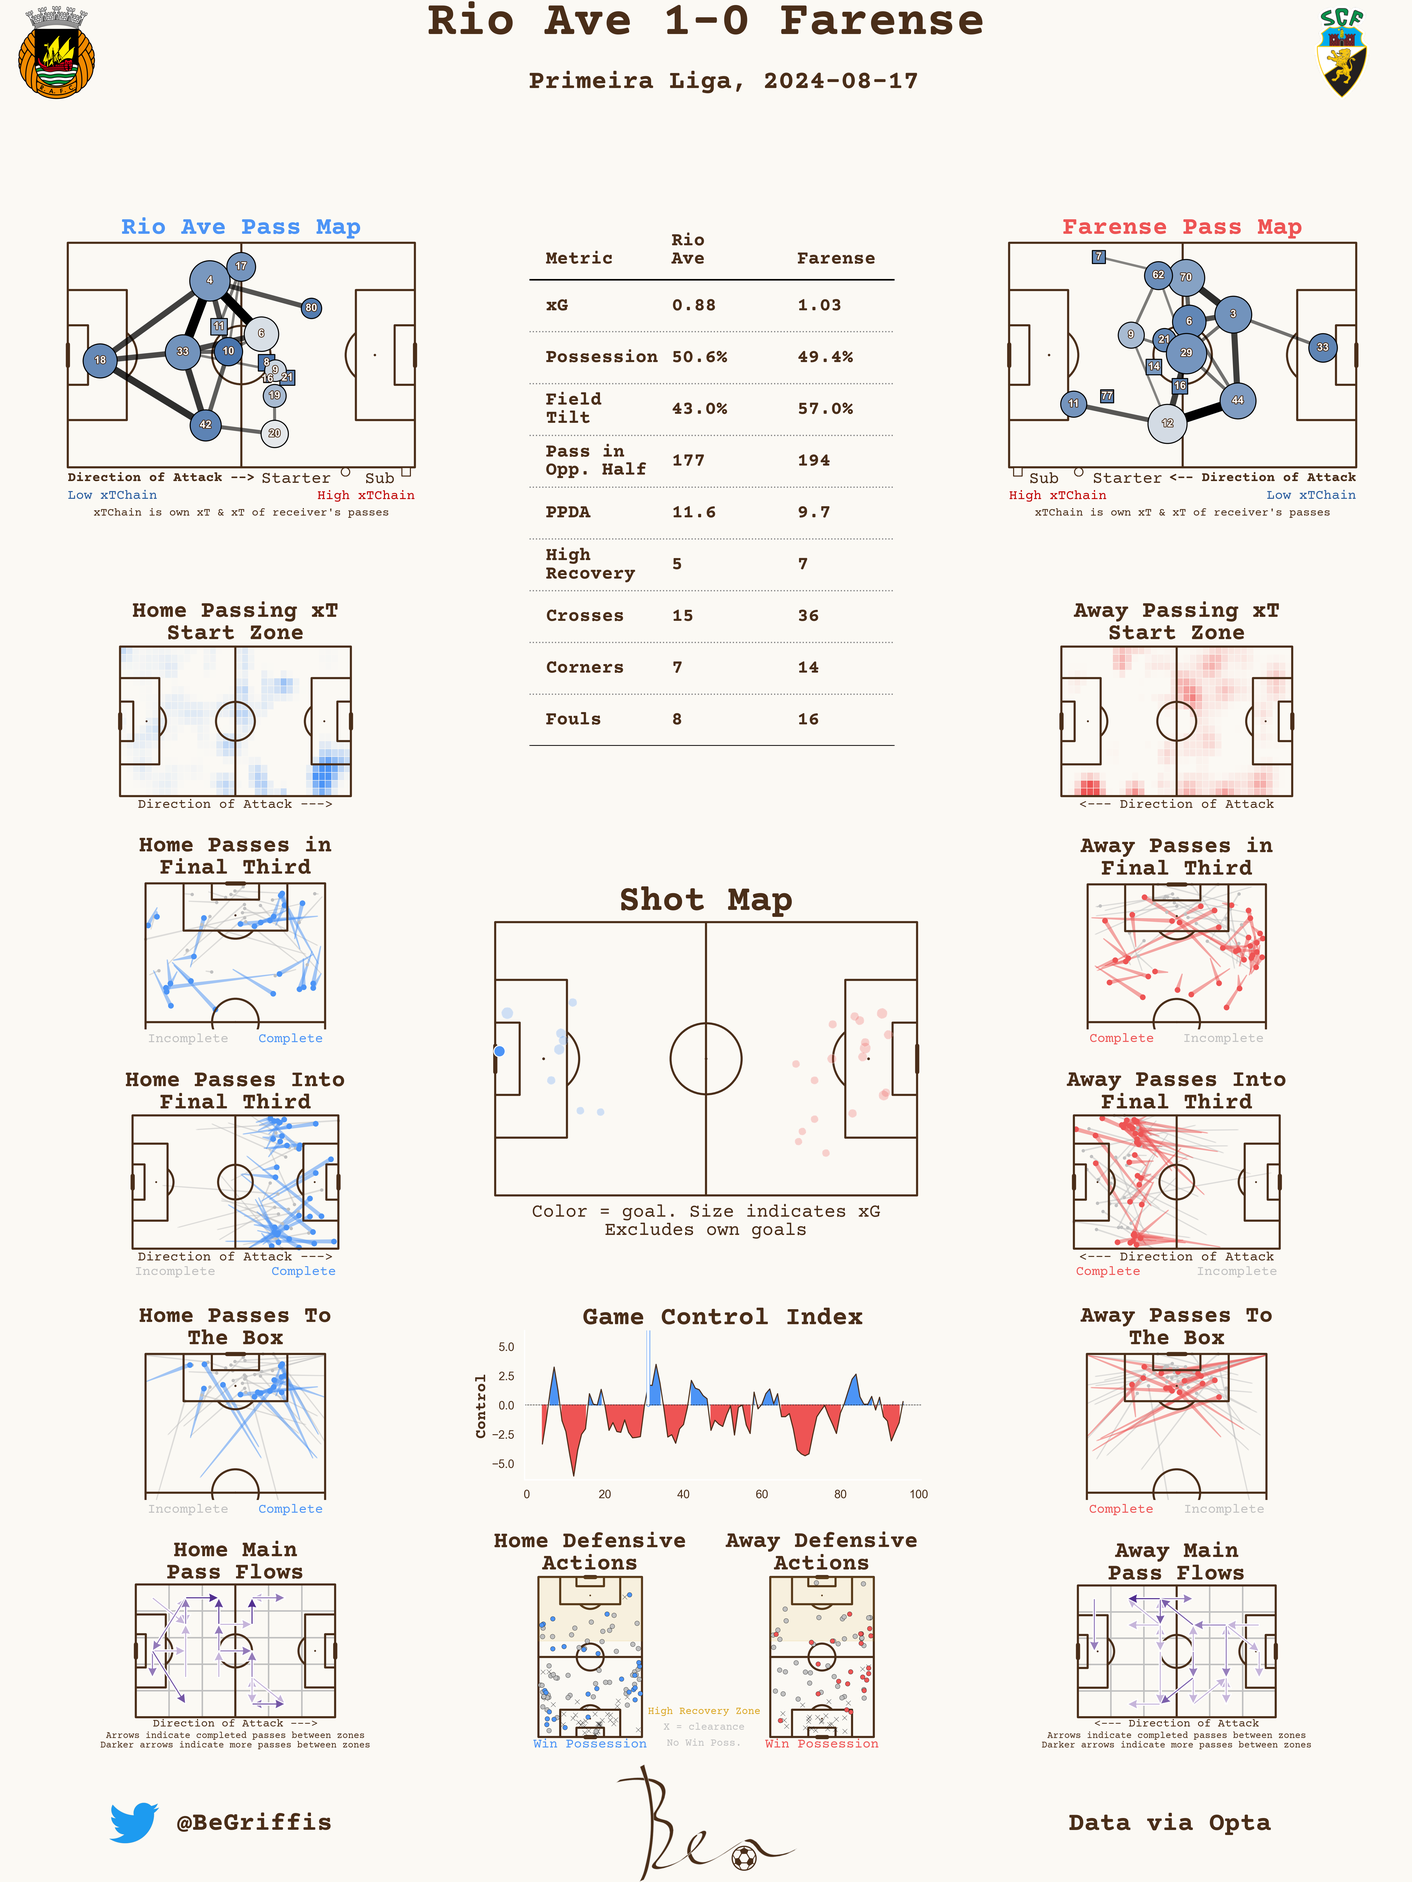 Rio Ave 1-0 Farense
SCF
R.A.F.C.
Primeira Liga, 2024-08-17
Rio Ave Pass Map
4
17
80
11
6
18
33
10
8
9
16
21
19
42
20
Direction of Attack --> Starter Sub
Low xTChain High xTChain
xTChain is own xT & xT of receiver's passes
Metric Rio Ave Farense
xG 0.88 1.03
Possession 50.6% 49.4%
Field Tilt 43.0% 57.0%
Pass in Opp. Half 177 194
PPDA 11.6 9.7
High Recovery 5 7
Crosses 15 36
Corners 7 14
Fouls 8 16
Farense Pass Map
7
62
70
3
6
9
21
29
33
14
16
77
11
44
12
Sub Starter <-- Direction of Attack
High xTChain Low xTChain
xTChain is own xT & xT of receiver's passes
Home Passing xT
Start Zone
Direction of Attack --->
Away Passing xT
Start Zone
<--- Direction of Attack
Home Passes in
Final Third
Incomplete Complete
Away Passes in
Final Third
Complete Incomplete
Shot Map
Color = goal. Size indicates xG
Excludes own goals
Home Passes Into
Final Third
Direction of Attack --->
Incomplete Complete
Away Passes Into
Final Third
<--- Direction of Attack
Complete Incomplete
Home Passes To
The Box
Incomplete Complete
Game Control Index
Control
5.0
2.5
0.0
−2.5
−5.0
0 20 40 60 80 100
Away Passes To
The Box
Complete Incomplete
Home Main
Pass Flows
Direction of Attack --->
Arrows indicate completed passes between zones
Darker arrows indicate more passes between zones
Home Defensive
Actions
Win Possession
Away Defensive
Actions
Win Possession
High Recovery Zone
X = clearance
No Win Poss.
Away Main
Pass Flows
<--- Direction of Attack
Arrows indicate completed passes between zones
Darker arrows indicate more passes between zones
@BeGriffis
Ben
Data via Opta